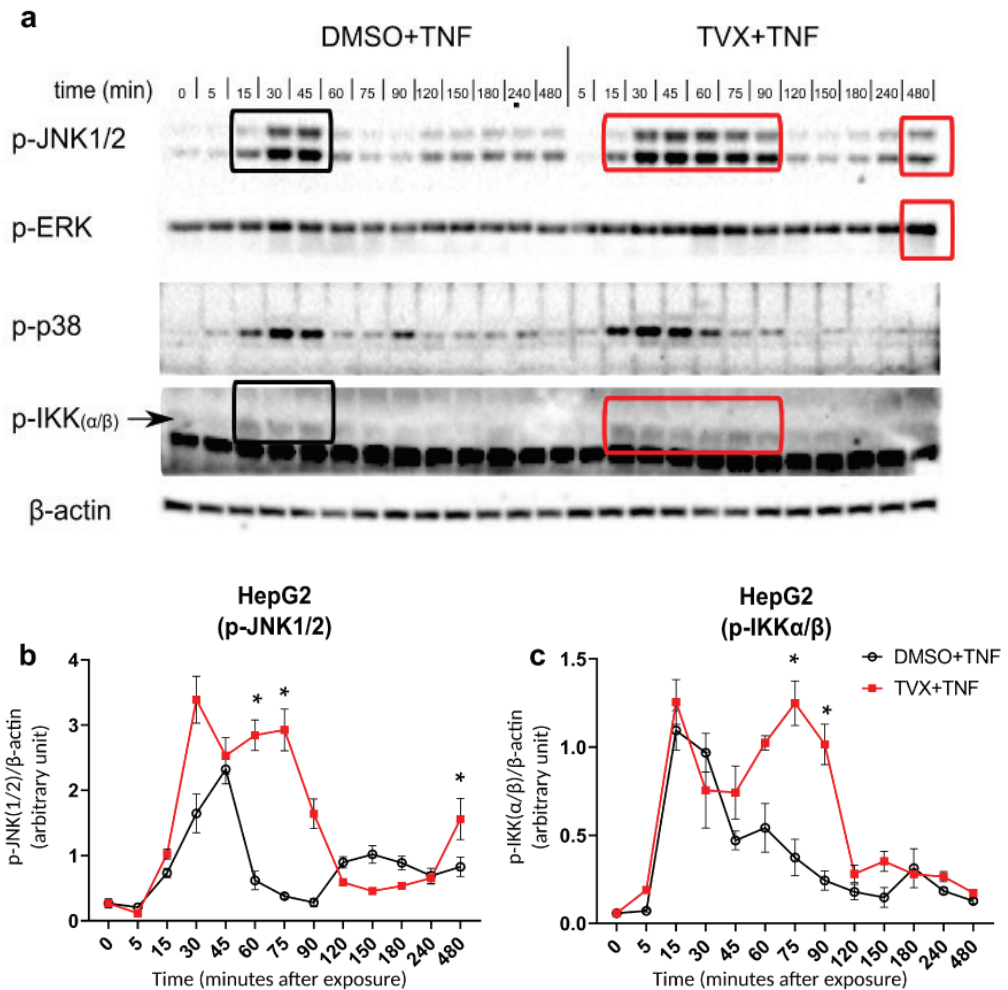 a
DMSO+TNF TVX+TNF
time (min) 0 5 15 30 45 60 75 90 120 150 180 240 480 5 15 30 45 60 75 90 120 150 180 240 480
p-JNK1/2
p-ERK
p-p38
p-IKK(α/β)
β-actin
b
HepG2
(p-JNK1/2)
p-JNK(1/2)/β-actin
(arbitrary unit)
4
3
2
1
0
* * *
0 5 15 30 45 60 75 90 120 150 180 240 480
Time (minutes after exposure)
c
HepG2
(p-IKKα/β)
p-IKK(α/β)/β-actin
(arbitrary unit)
1.5
1.0
0.5
0.0
* *
0 5 15 30 45 60 75 90 120 150 180 240 480
Time (minutes after exposure)
DMSO+TNF
TVX+TNF